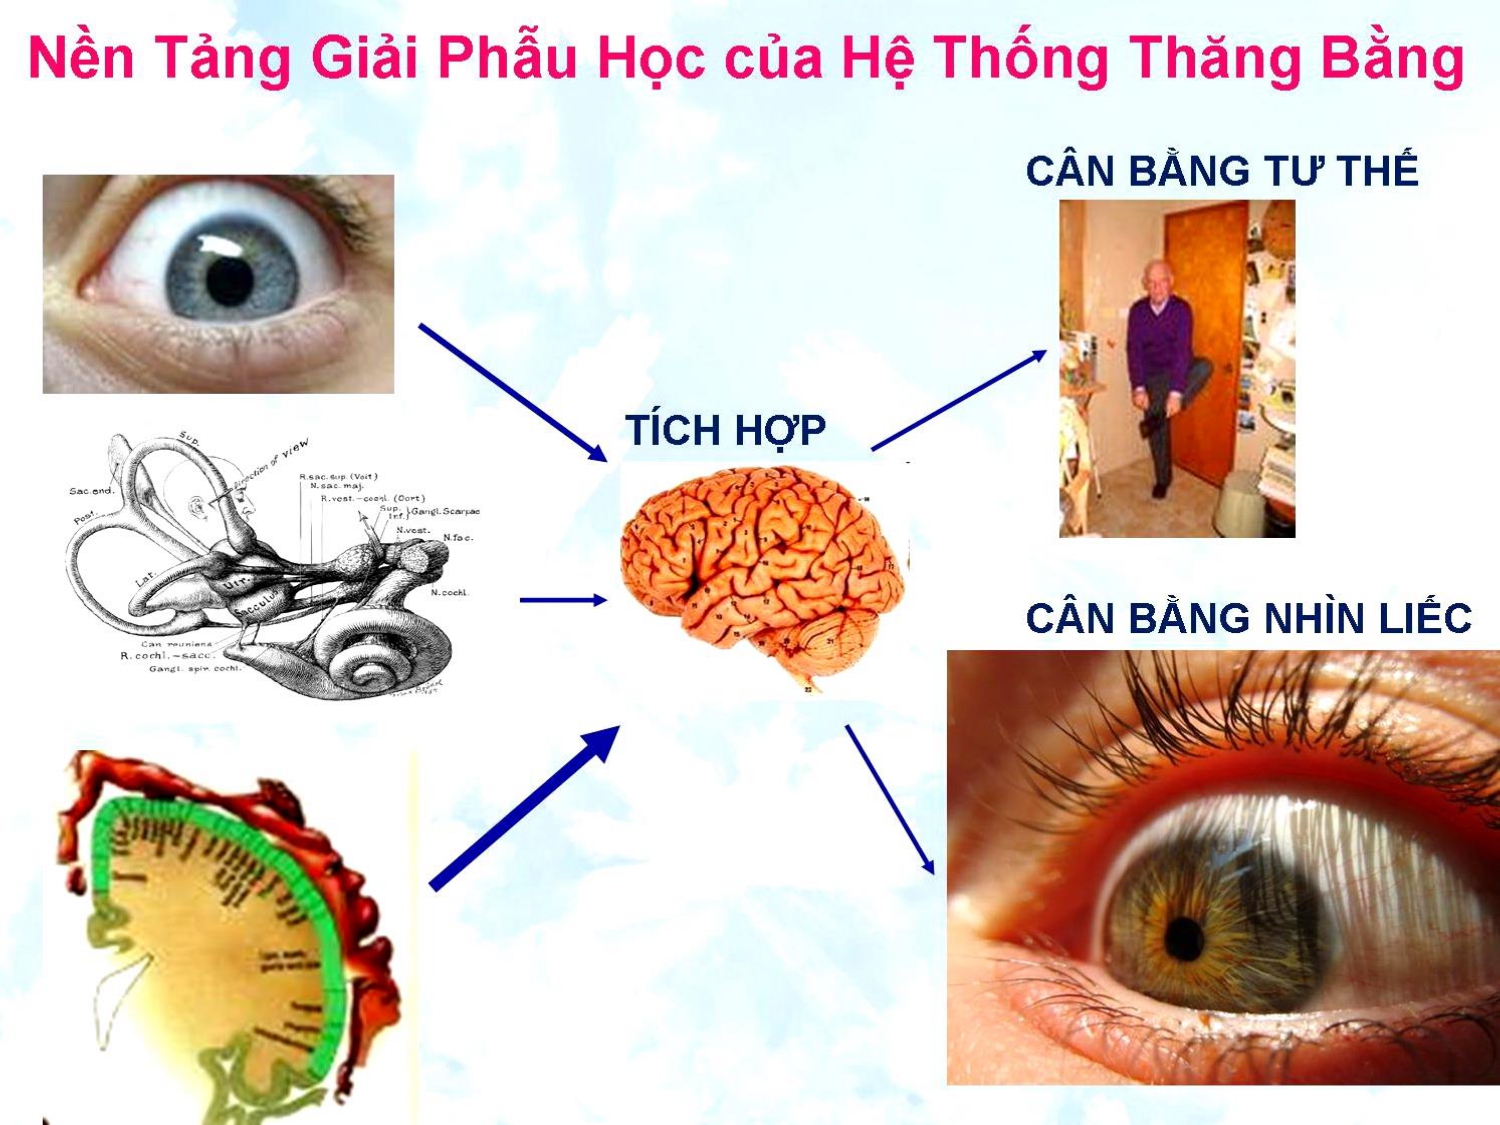 Nền Tảng Giải Phẫu Học của Hệ Thống Thăng Bằng
CÂN BẰNG TƯ THẾ
TÍCH HỢP
Sup.
direction of view
Sac.end.
R.sac.sup. (Voit)
N.sac.maj.
R.vest.-cochl. (Oort)
Post.
Sup. } Gangl. Scarpae
Inf.
N.vest.
N.fac.
Lat.
Utr.
Sacculus
N.cochl.
Can reuniens
R.cochl.-sacc.
Gangl. spir. cochl.
CÂN BẰNG NHÌN LIẾC